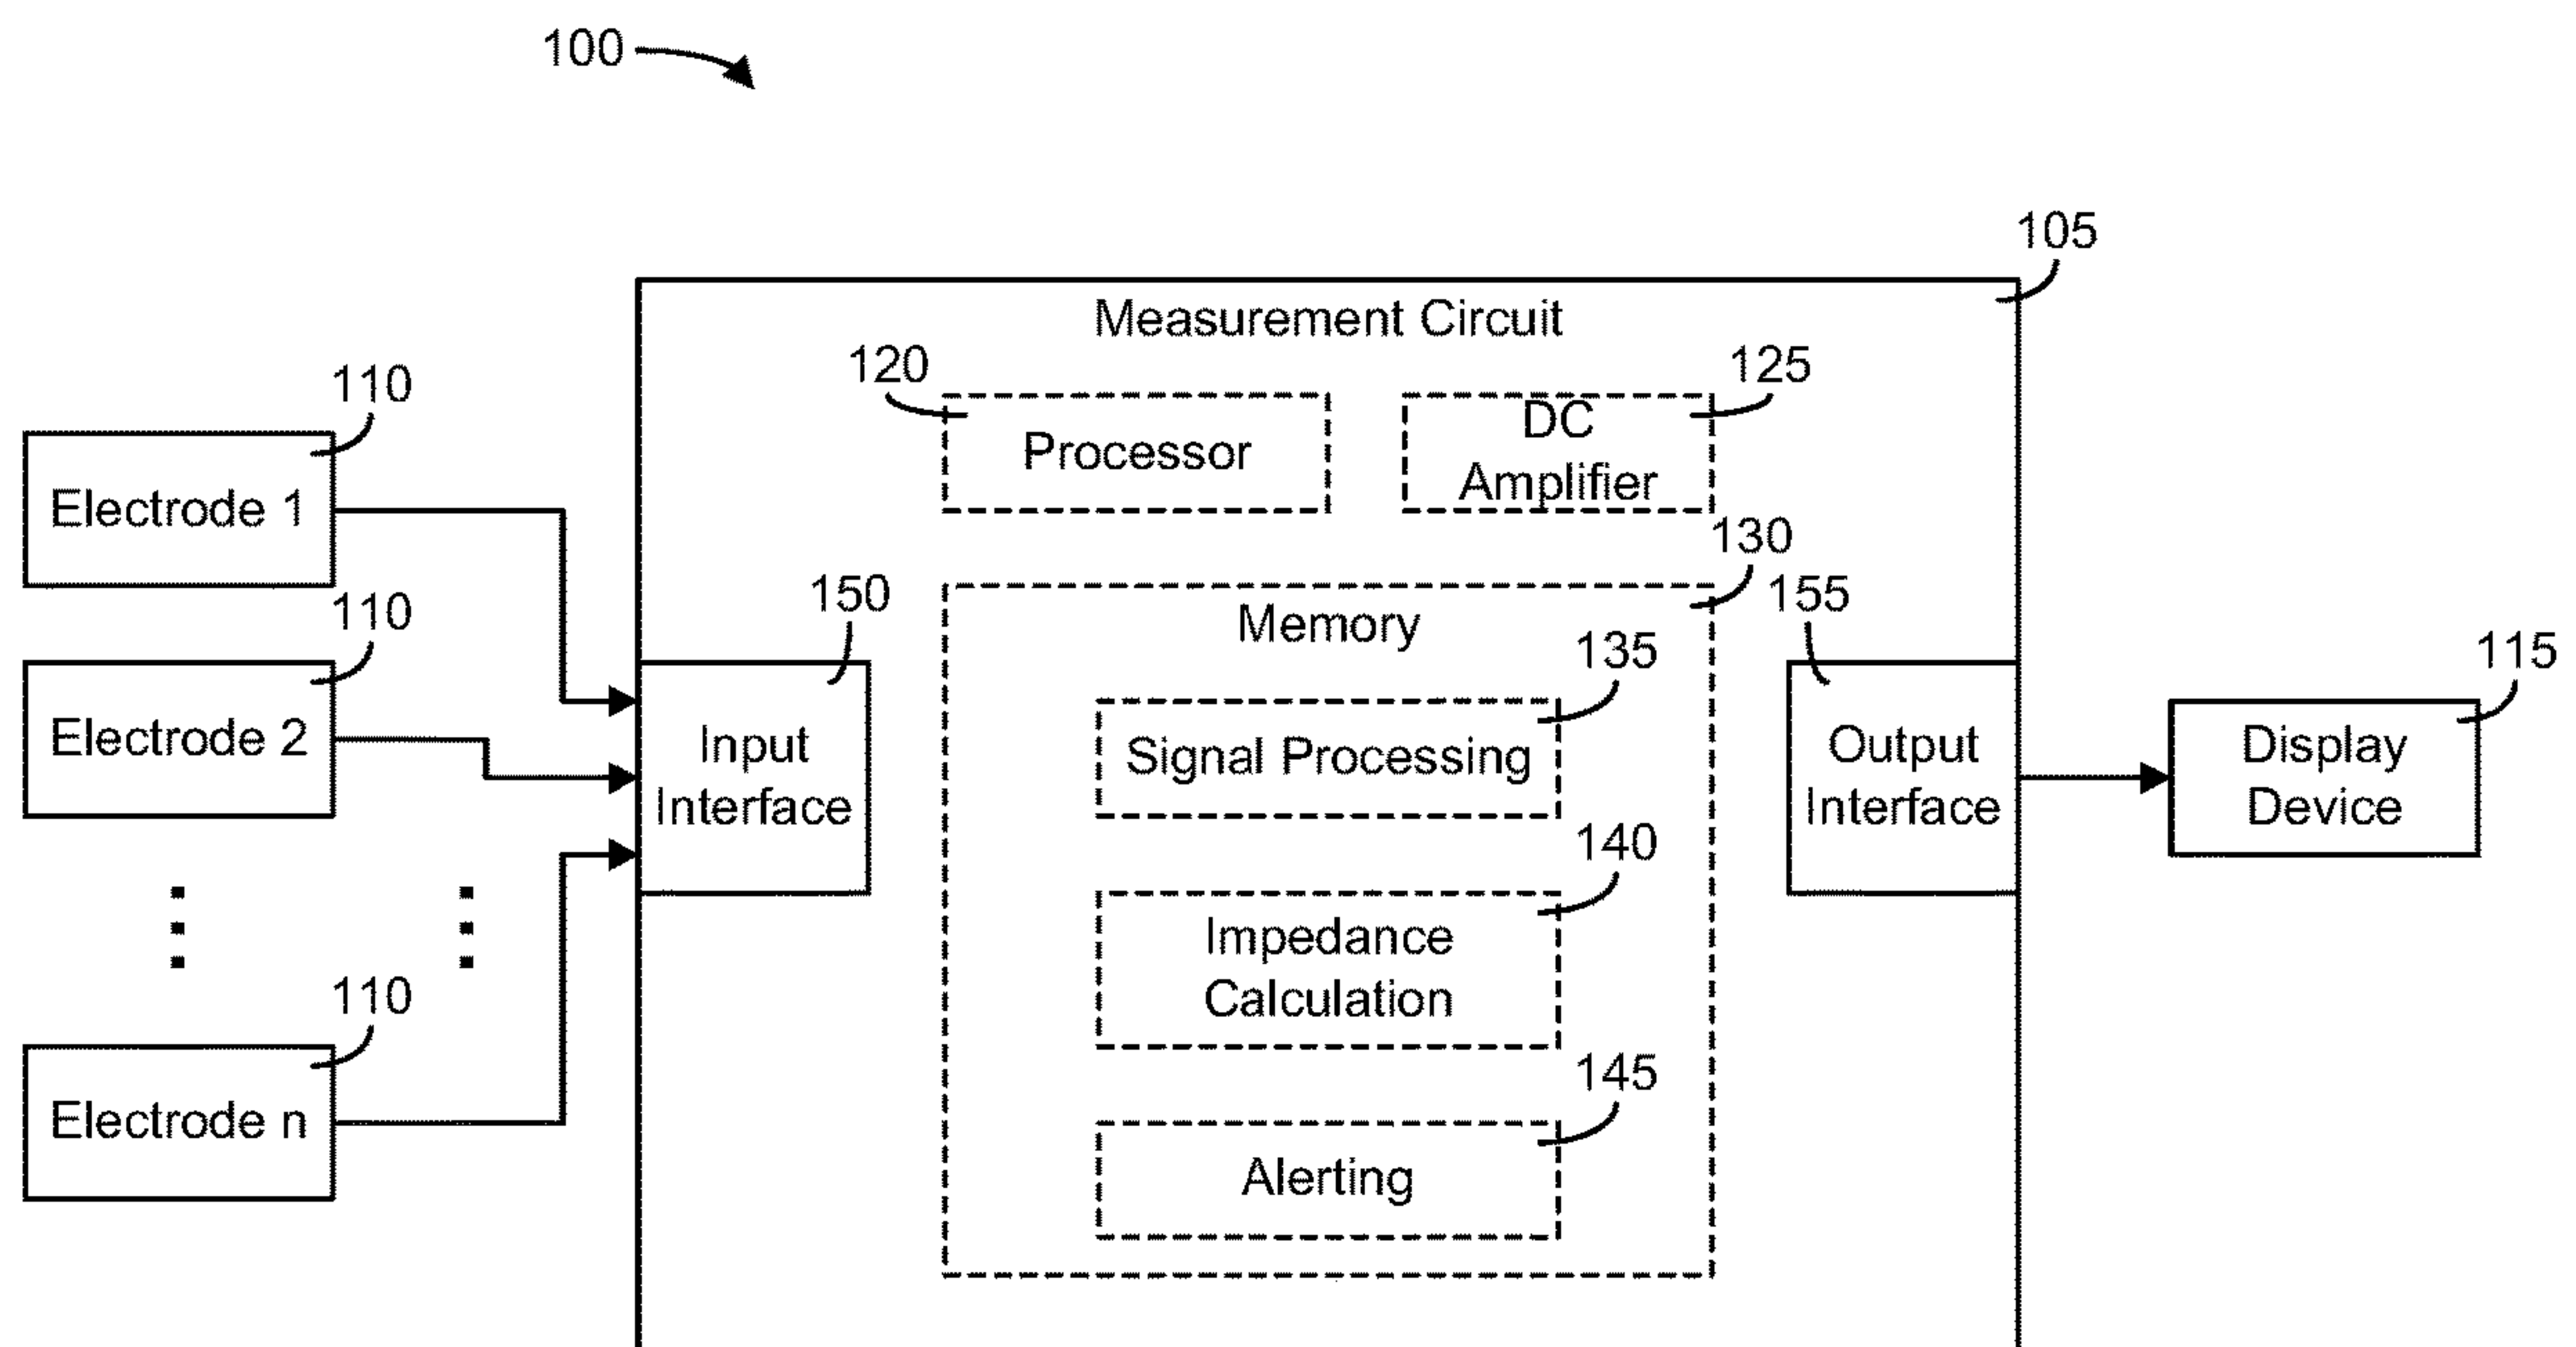 100
105
Measurement Circuit
120
125
110
Processor
DC
Amplifier
Electrode 1
130
110
150
155
Memory
135
115
Electrode 2
Input
Interface
Signal Processing
Output
Interface
Display
Device
140
Impedance
Calculation
110
145
Electrode n
Alerting